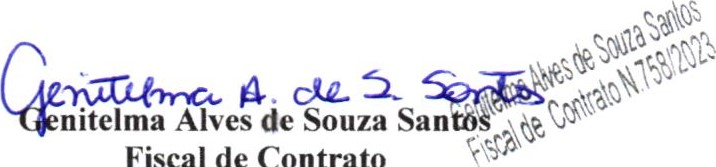 Genitelma A. de S. Santos
Genitelma Alves de Souza Santos
Fiscal de Contrato
Genitelma Alves de Souza Santos
Fiscal de Contrato N.758/2023